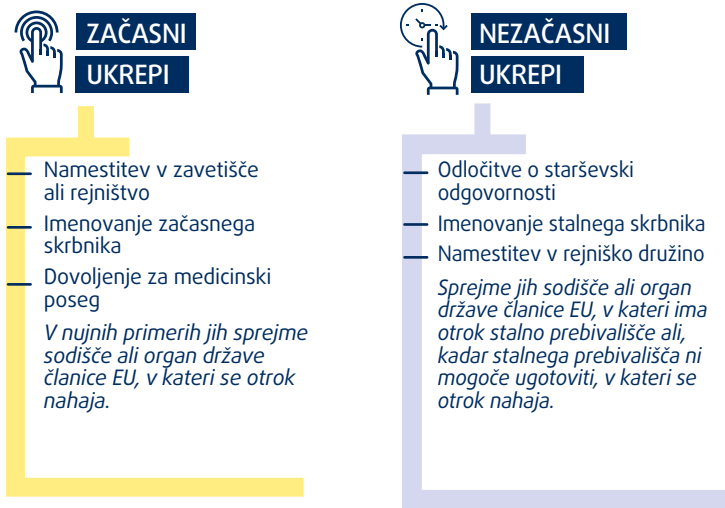 ZAČASNI
UKREPI
Namestitev v zavetišče
ali rejništvo
Imenovanje začasnega
skrbnika
Dovoljenje za medicinski
poseg
V nujnih primerih jih sprejme
sodišče ali organ države
članice EU, v kateri se otrok
nahaja.
NEZAČASNI
UKREPI
Odločitve o starševski
odgovornosti
Imenovanje stalnega skrbnika
Namestitev v rejniško družino
Sprejme jih sodišče ali organ
države članice EU, v kateri ima
otrok stalno prebivališče ali,
kadar stalnega prebivališča ni
mogoče ugotoviti, v kateri se
otrok nahaja.